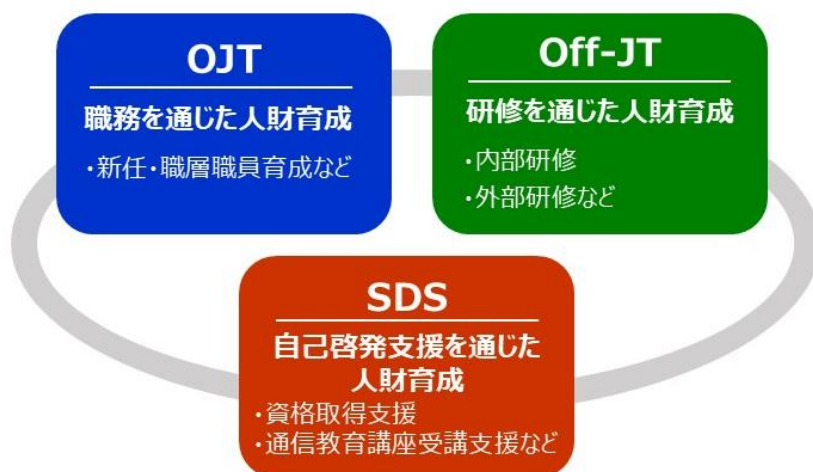 OJT
職務を通じた人財育成
・新任・職層職員育成など
Off-JT
研修を通じた人財育成
・内部研修
・外部研修など
SDS
自己啓発支援を通じた
人財育成
・資格取得支援
・通信教育講座受講支援など